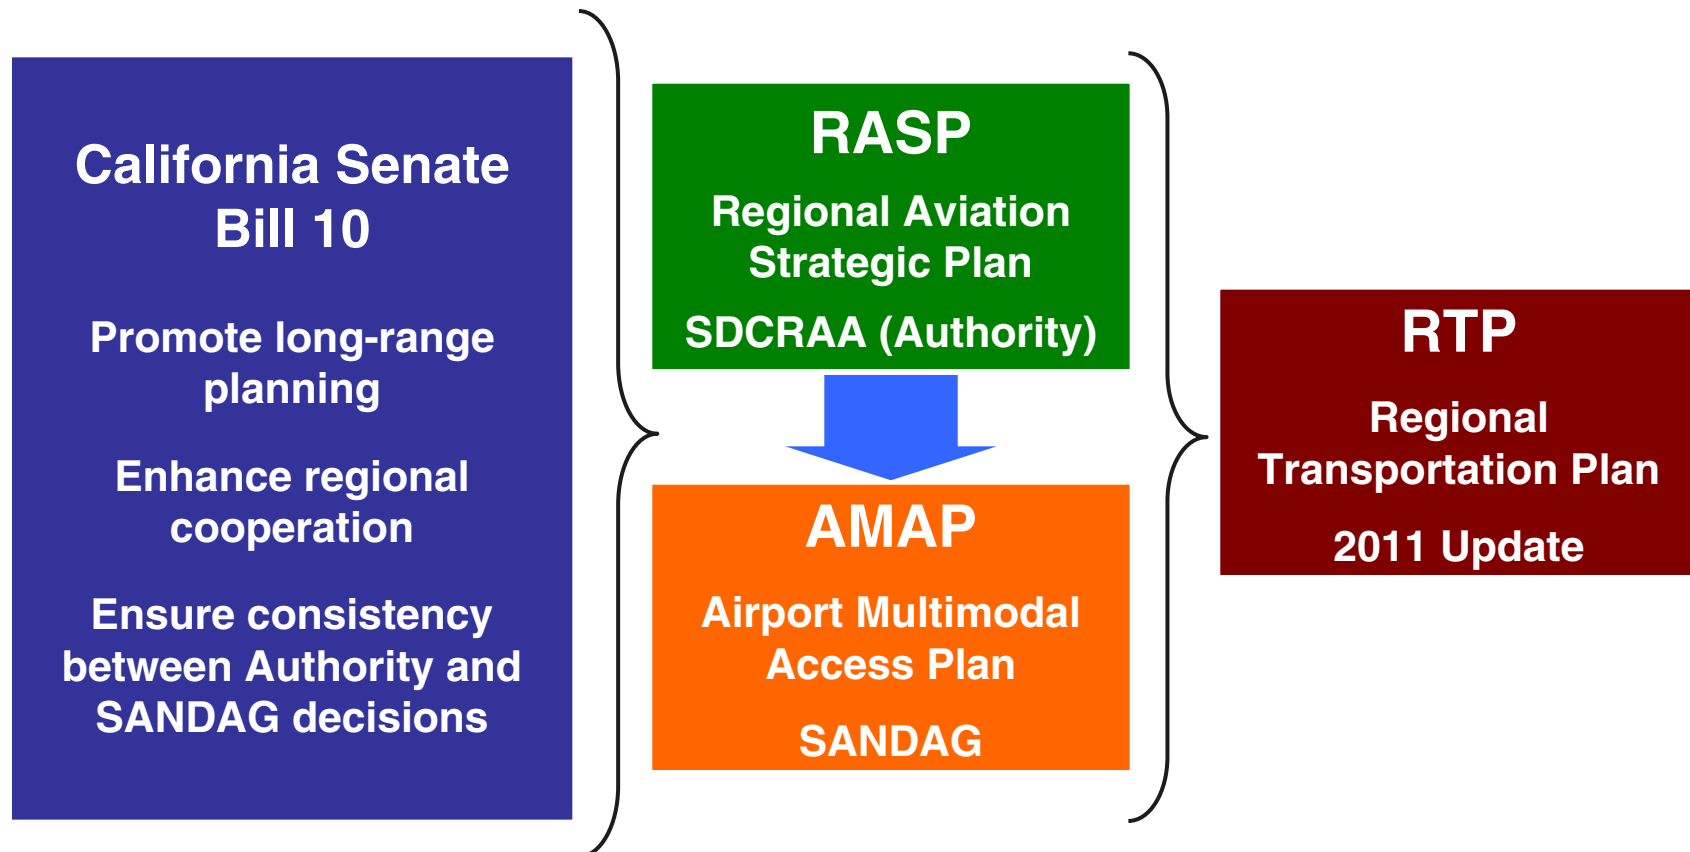 California Senate
Bill 10
Promote long-range
planning
Enhance regional
cooperation
Ensure consistency
between Authority and
SANDAG decisions
RASP
Regional Aviation
Strategic Plan
SDCRAA (Authority)
AMAP
Airport Multimodal
Access Plan
SANDAG
RTP
Regional
Transportation Plan
2011 Update